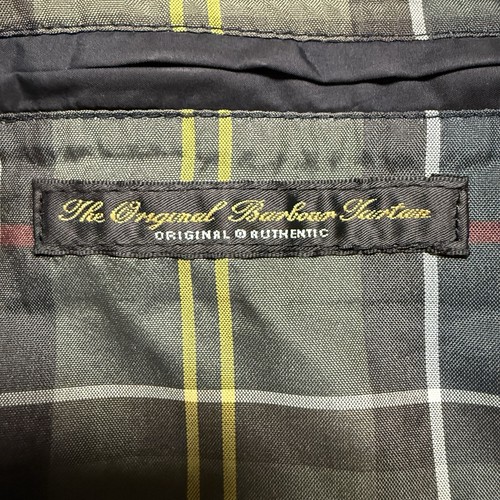 The Original Barbour Tartan
ORIGINAL @ AUTHENTIC